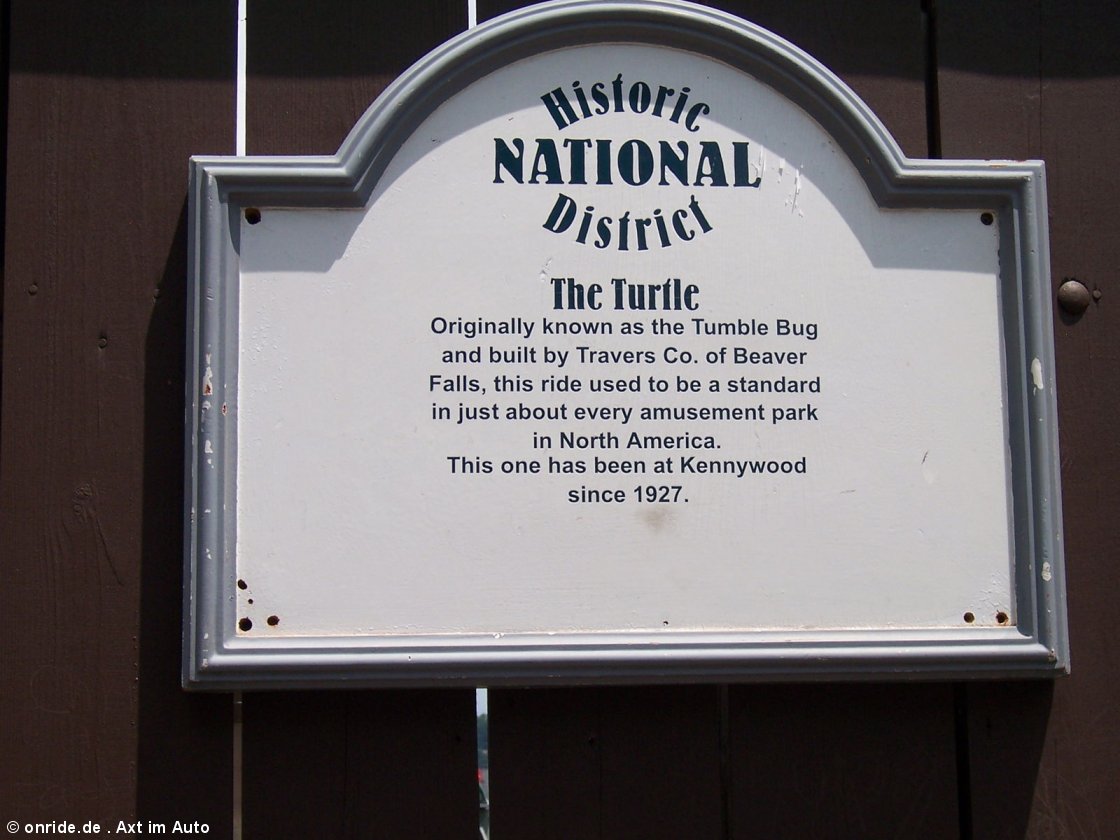 Historic
NATIONAL
District
The Turtle
Originally known as the Tumble Bug
and built by Travers Co. of Beaver
Falls, this ride used to be a standard
in just about every amusement park
in North America.
This one has been at Kennywood
since 1927.
© onride.de . Axt im Auto